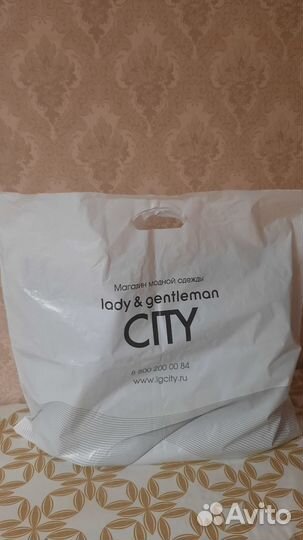 Магазин модной одежды
lady & gentleman
CITY
8-800 200 00 84
www.lgcity.ru
Avito